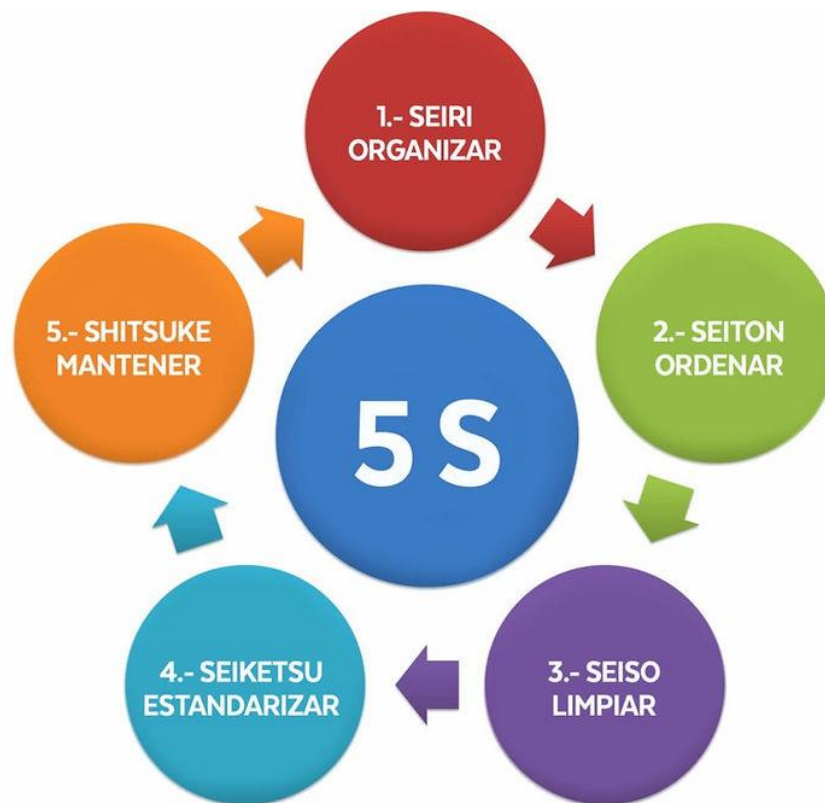 1.- SEIRI
ORGANIZAR
2.- SEITON
ORDENAR
3.- SEISO
LIMPIAR
4.- SEIKETSU
ESTANDARIZAR
5.- SHITSUKE
MANTENER
5 S